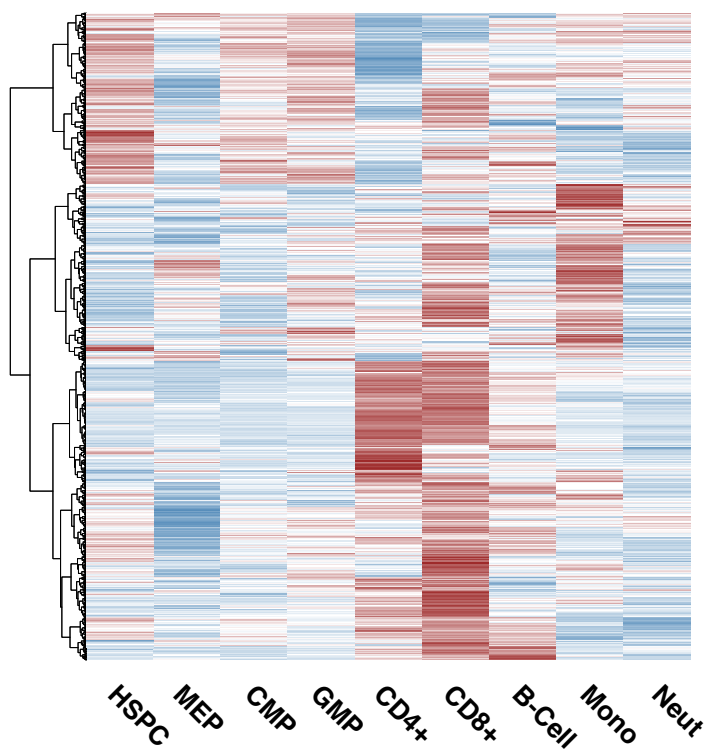 HSPC
MEP
CMP
GMP
CD4+
CD8+
B-Cell
Mono
Neut